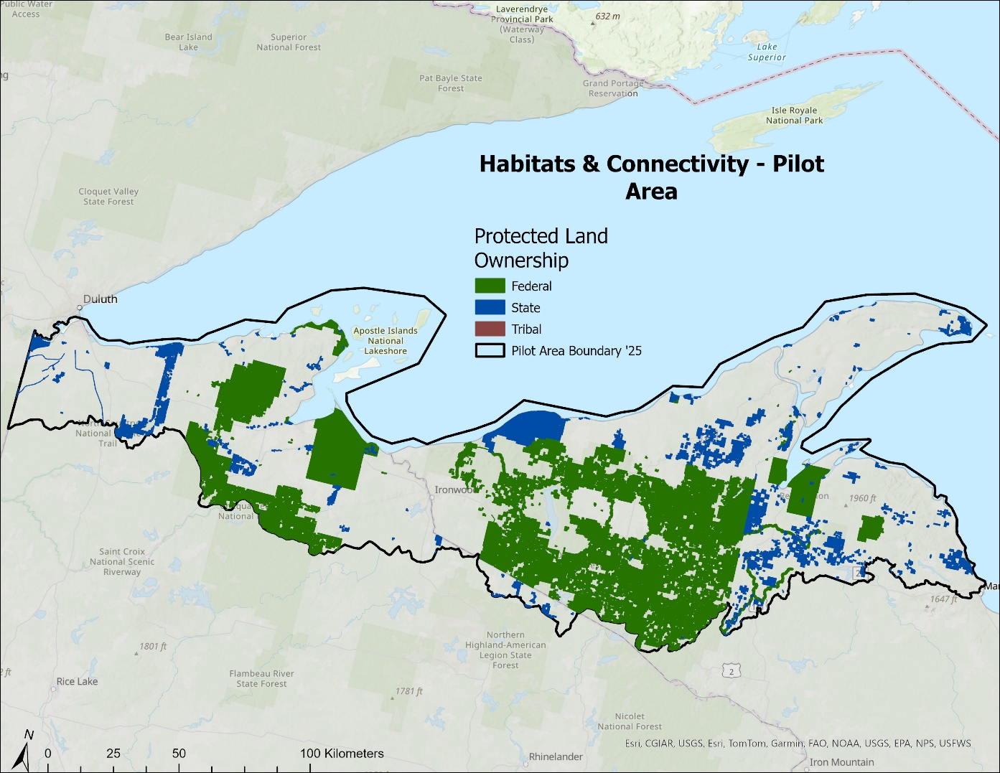 Public Water
Access
Laverendrye
Provincial Park
(Waterway
Class)
632 m
Bear Island
Lake
Superior
National Forest
Lake
Superior
Pat Bayle State
Forest
Grand Portage
Reservation
Isle Royale
National Park
Habitats & Connectivity - Pilot
Area
Cloquet Valley
State Forest
Protected Land
Ownership
Federal
State
Tribal
Pilot Area Boundary '25
Duluth
Apostle Islands
National
Lakeshore
National
Trail
Ironwoo
1960 ft
National
Saint Croix
National Scenic
Riverway
1801 ft
Mar
1647 ft
Northern
Highland-American
Legion State
Forest
2
Rice Lake
Flambeau River
State Forest
1781 ft
Nicolet
National Forest
Esri, CGIAR, USGS, Esri, TomTom, Garmin, FAO, NOAA, USGS, EPA, NPS, USFWS
N
0 25 50 100 Kilometers
Rhinelander
Iron Mountain